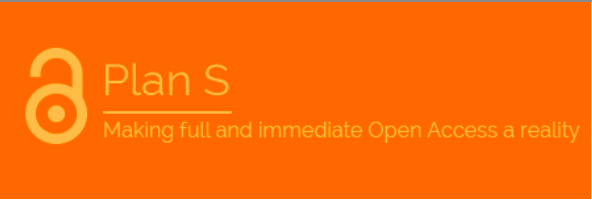 Plan S
Making full and immediate Open Access a reality